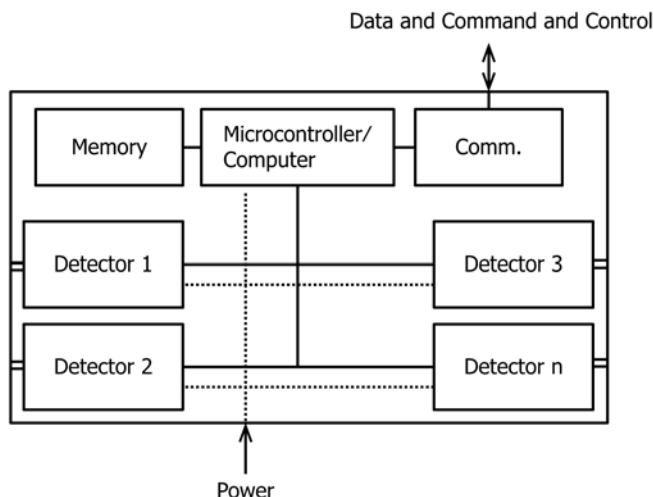 Data and Command and Control
Memory
Microcontroller/
Computer
Comm.
Detector 1
Detector 3
Detector 2
Detector n
Power